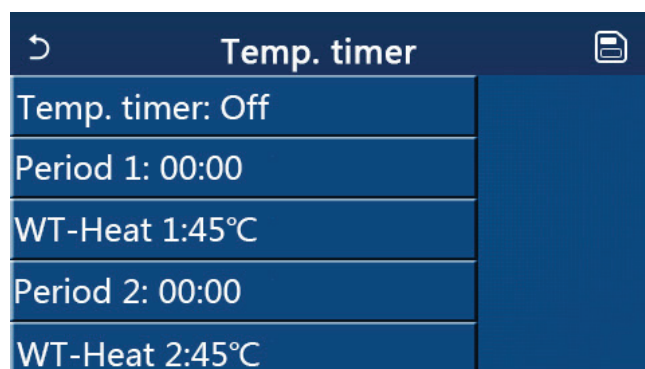 Temp. timer
Temp. timer: Off
Period 1: 00:00
WT-Heat 1:45℃
Period 2: 00:00
WT-Heat 2:45℃